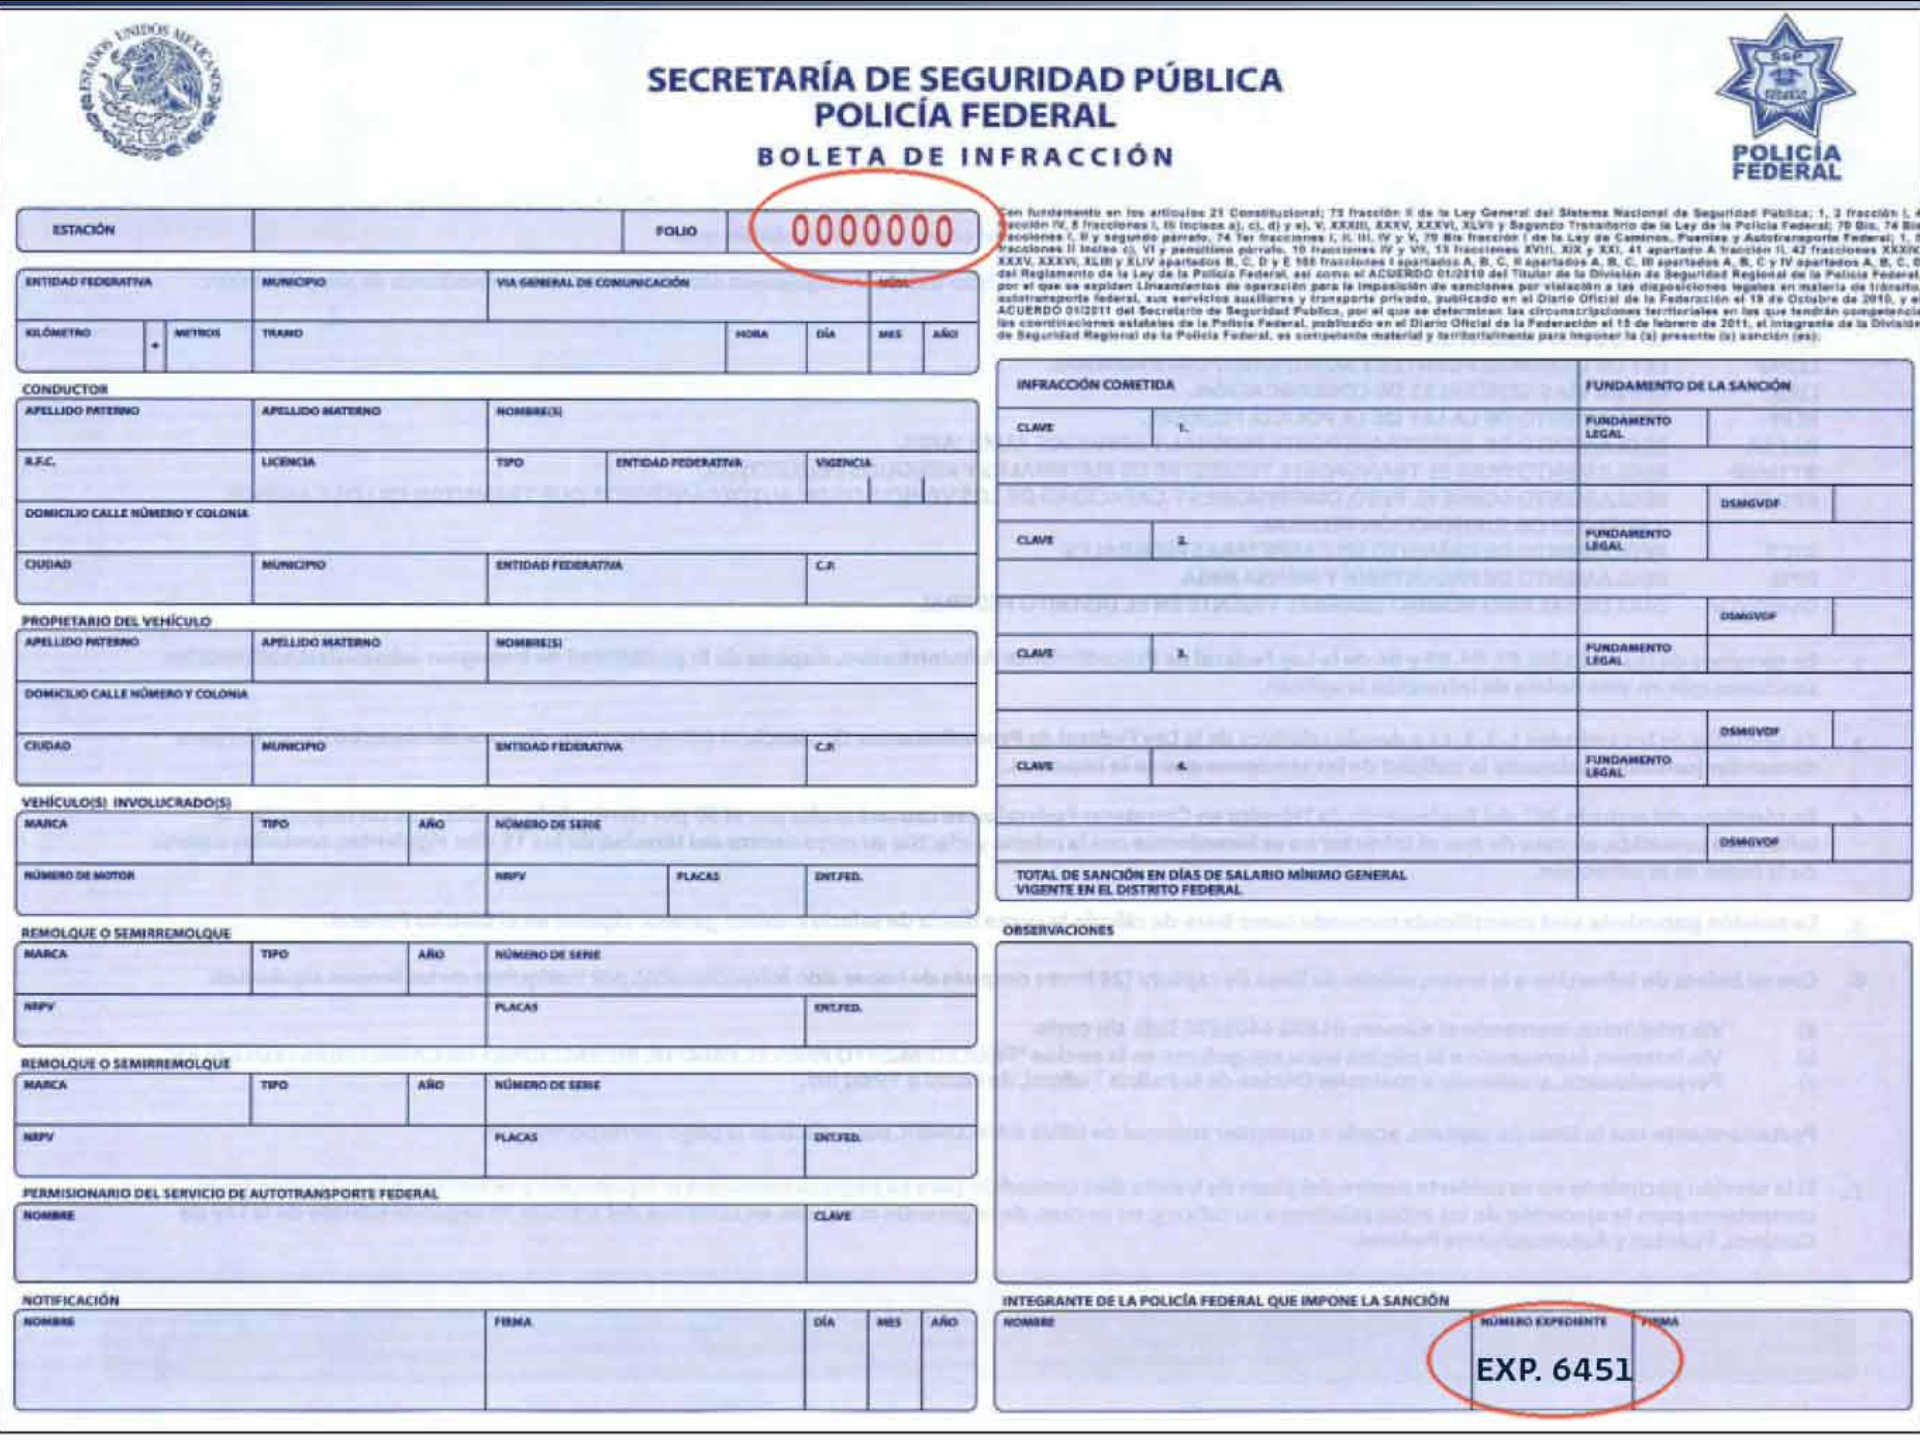 ESTADOS UNIDOS MEXICANOS
SECRETARÍA DE SEGURIDAD PÚBLICA
POLICÍA FEDERAL
BOLETA DE INFRACCIÓN
SSP
POLICÍA
FEDERAL
ESTACIÓN FOLIO 0000000
ENTIDAD FEDERATIVA MUNICIPIO VIA GENERAL DE COMUNICACIÓN
KILÓMETRO + METROS TRAMO HORA DÍA MES AÑO
CONDUCTOR
APELLIDO PATERNO APELLIDO MATERNO NOMBRE(S)
R.F.C. LICENCIA TIPO ENTIDAD FEDERATIVA VIGENCIA
DOMICILIO CALLE NÚMERO Y COLONIA
CIUDAD MUNICIPIO ENTIDAD FEDERATIVA C.P.
PROPIETARIO DEL VEHÍCULO
APELLIDO PATERNO APELLIDO MATERNO NOMBRE(S)
DOMICILIO CALLE NÚMERO Y COLONIA
CIUDAD MUNICIPIO ENTIDAD FEDERATIVA C.P.
VEHÍCULO(S) INVOLUCRADO(S)
MARCA TIPO AÑO NÚMERO DE SERIE
NÚMERO DE MOTOR NRPV PLACAS ENT.FED.
REMOLQUE O SEMIRREMOLQUE
MARCA TIPO AÑO NÚMERO DE SERIE
NRPV PLACAS ENT.FED.
REMOLQUE O SEMIRREMOLQUE
MARCA TIPO AÑO NÚMERO DE SERIE
NRPV PLACAS ENT.FED.
PERMISIONARIO DEL SERVICIO DE AUTOTRANSPORTE FEDERAL
NOMBRE CLAVE
NOTIFICACIÓN
NOMBRE FIRMA DÍA MES AÑO
Con fundamento en los artículos 21 Constitucional; 75 fracción II de la Ley General del Sistema Nacional de Seguridad Pública; 1, 2 fracción I,
fracción IV, 8 fracciones I, III incisos a), c), d) y e), V, XXXIII, XXXV, XXXVI, XLVII y Segundo Transitorio de la Ley de la Policía Federal; 70 Bis, 74 Bis
fracciones I, II y segundo párrafo, 74 Ter fracciones I, II, III, IV y V, 79 Bis fracción I de la Ley de Caminos, Puentes y Autotransporte Federal; 1,
fracciones II inciso c), VI y penúltimo párrafo, 10 fracciones IV y VII, 13 fracciones XVIII, XIX y XXI, 41 apartado A fracción II, 42 fracciones
XXXV, XXXVI, XLIII y XLIV apartados B, C, D y E 108 fracciones I apartados A, B, C, II apartados A, B, C, III apartados A, B, C y IV apartados A, B, C,
del Reglamento de la Ley de la Policía Federal, así como el ACUERDO 01/2010 del Titular de la División de Seguridad Regional de la Policía Federal
por el que se expiden Lineamientos de operación para la imposición de sanciones por violación a las disposiciones legales en materia de tránsito,
autotransporte federal, sus servicios auxiliares y transporte privado, publicado en el Diario Oficial de la Federación el 19 de Octubre de 2010, y el
ACUERDO 01/2011 del Secretario de Seguridad Publica, por el que se determinan las circunscripciones territoriales en las que tendrán competencia
las coordinaciones estatales de la Policía Federal, publicado en el Diario Oficial de la Federación el 15 de febrero de 2011, el integrante de la División
de Seguridad Regional de la Policía Federal, es competente material y territorialmente para imponer la (s) presente (s) sanción (es):
INFRACCIÓN COMETIDA FUNDAMENTO DE LA SANCIÓN
CLAVE 1. FUNDAMENTO LEGAL
DSMGVDF
CLAVE 2. FUNDAMENTO LEGAL
DSMGVDF
CLAVE 3. FUNDAMENTO LEGAL
DSMGVDF
CLAVE 4. FUNDAMENTO LEGAL
DSMGVDF
TOTAL DE SANCIÓN EN DÍAS DE SALARIO MÍNIMO GENERAL
VIGENTE EN EL DISTRITO FEDERAL
OBSERVACIONES
INTEGRANTE DE LA POLICÍA FEDERAL QUE IMPONE LA SANCIÓN
NOMBRE NÚMERO EXPEDIENTE FIRMA
EXP. 6451